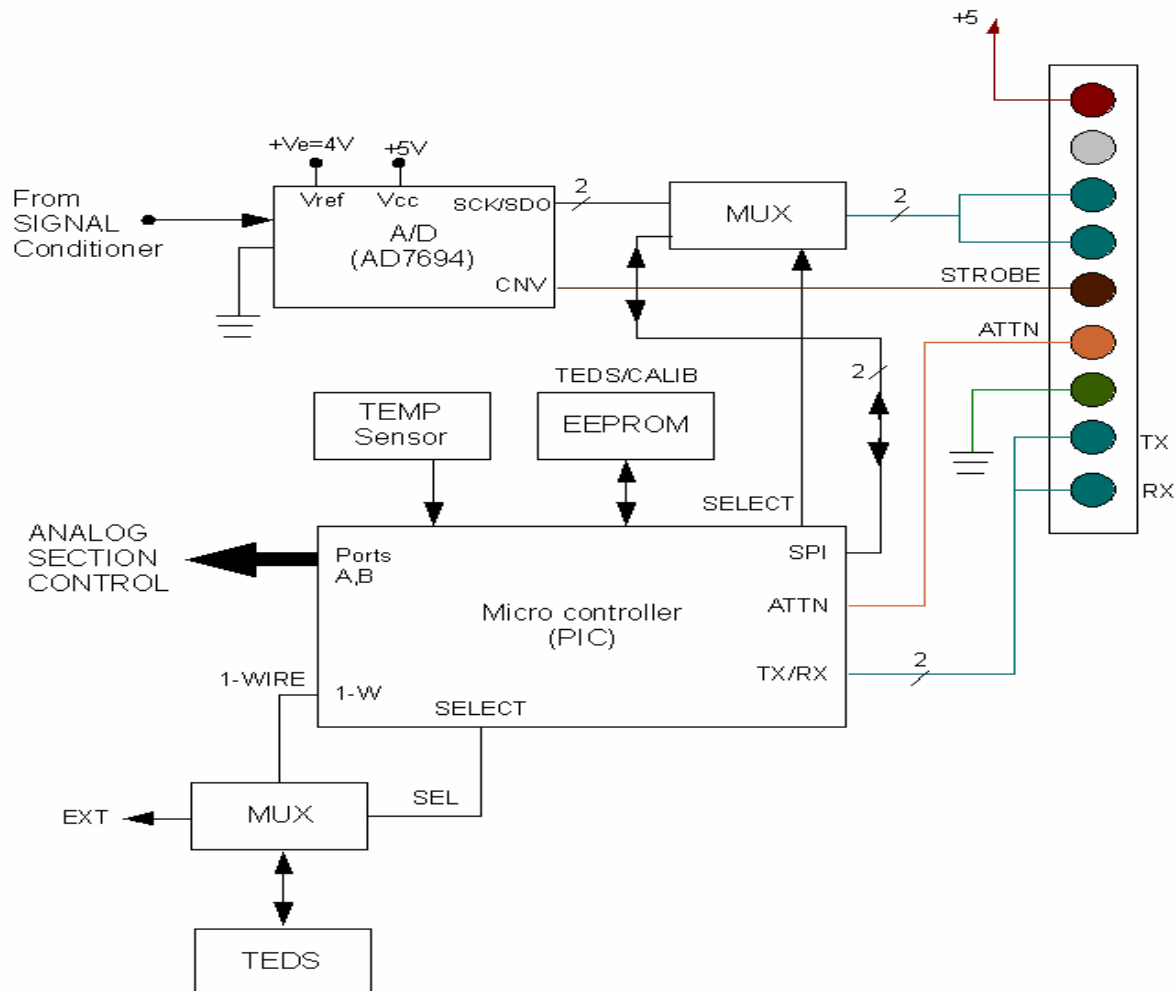 +5
+Ve=4V
+5V
From
SIGNAL
Conditioner
Vref
Vcc
SCK/SDO
2
A/D
(AD7694)
CNV
MUX
2
STROBE
ATTN
2
TEDS/CALIB
TEMP
Sensor
EEPROM
TX
RX
SELECT
ANALOG
SECTION
CONTROL
Ports
A,B
SPI
Micro controller
(PIC)
ATTN
TX/RX
2
1-WIRE
1-W
SELECT
EXT
MUX
SEL
TEDS